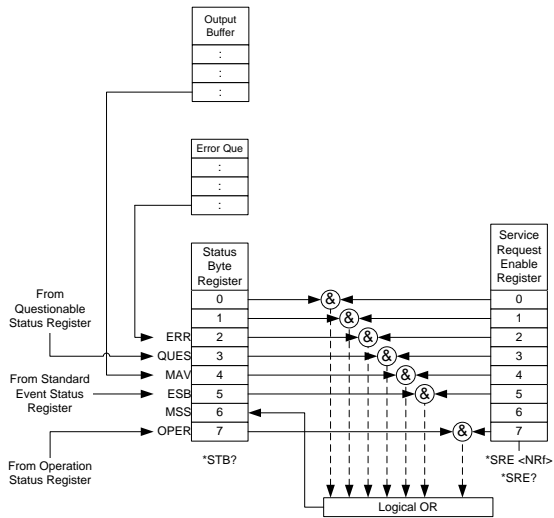 Output
Buffer
:
:
:
Error Que
:
:
:
Status
Byte
Register
0
1
2
3
4
5
6
7
Service
Request
Enable
Register
0
1
2
3
4
5
6
7
&
&
&
&
&
&
&
From
Questionable
Status Register
From Standard
Event Status
Register
From Operation
Status Register
ERR
QUES
MAV
ESB
MSS
OPER
*STB?
*SRE <NRf>
*SRE?
Logical OR